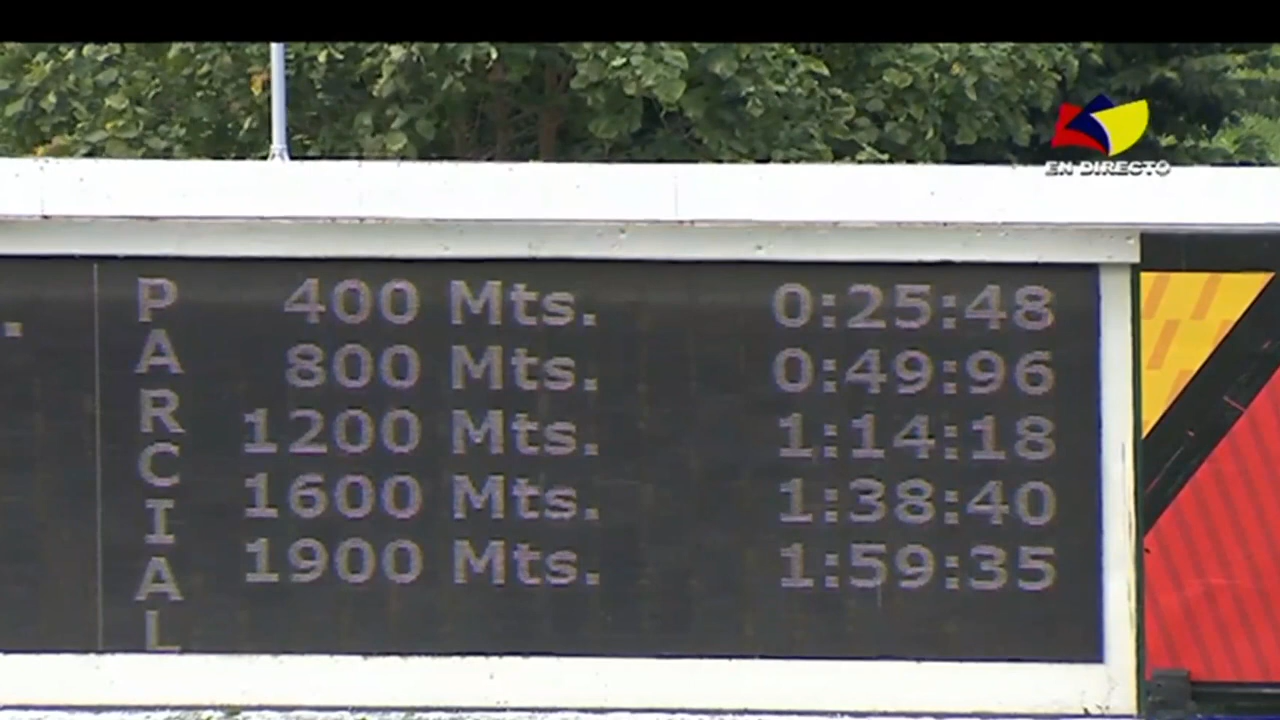 EN DIRECTO
PARCIAL
400 Mts. 0:25:48
800 Mts. 0:49:96
1200 Mts. 1:14:18
1600 Mts. 1:38:40
1900 Mts. 1:59:35